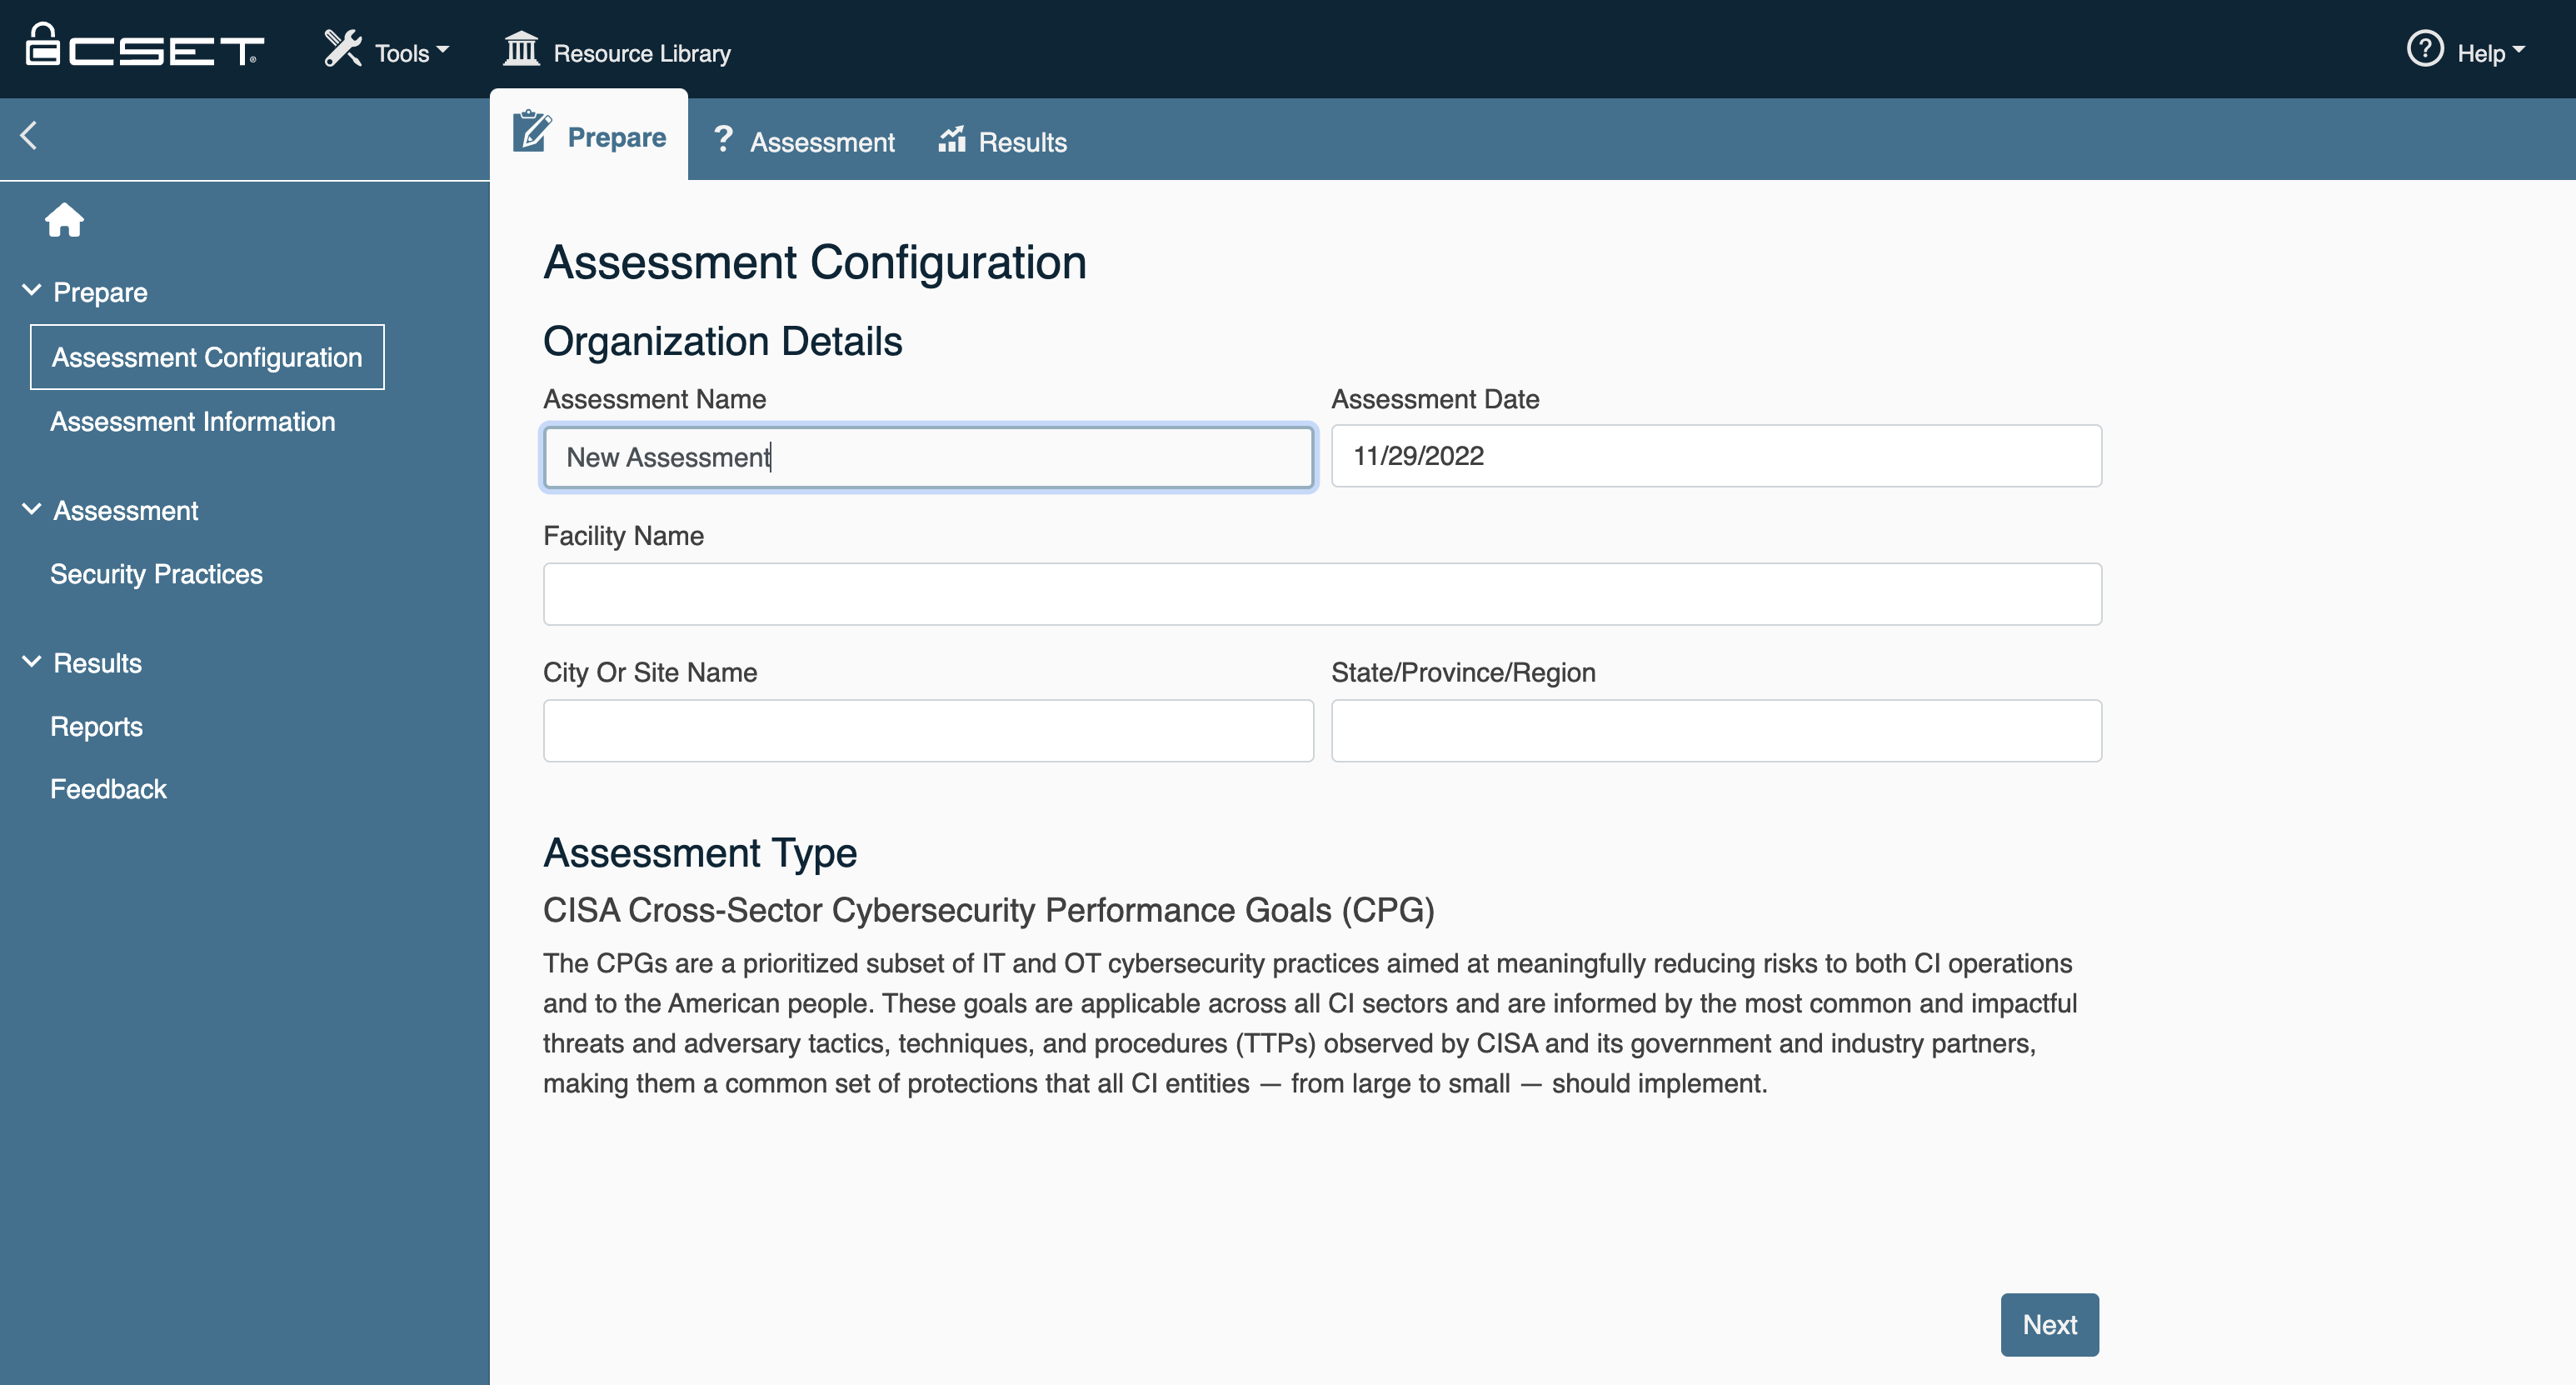 CSET
Tools
Resource Library
? Help
Prepare
? Assessment
Results
Prepare
Assessment Configuration
Assessment Information
Assessment
Security Practices
Results
Reports
Feedback
Assessment Configuration
Organization Details
Assessment Name
Assessment Date
New Assessment
11/29/2022
Facility Name
City Or Site Name
State/Province/Region
Assessment Type
CISA Cross-Sector Cybersecurity Performance Goals (CPG)
The CPGs are a prioritized subset of IT and OT cybersecurity practices aimed at meaningfully reducing risks to both CI operations
and to the American people. These goals are applicable across all CI sectors and are informed by the most common and impactful
threats and adversary tactics, techniques, and procedures (TTPs) observed by CISA and its government and industry partners,
making them a common set of protections that all CI entities — from large to small — should implement.
Next